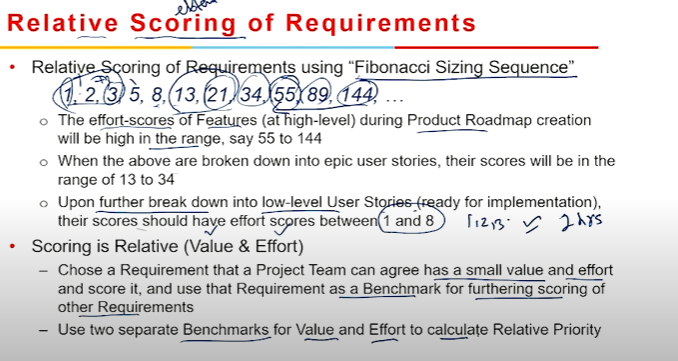 Relative Scoring of Requirements
• Relative Scoring of Requirements using “Fibonacci Sizing Sequence”
1, 2, 3, 5, 8, 13, 21, 34, 55, 89, 144, …
o The effort-scores of Features (at high-level) during Product Roadmap creation
will be high in the range, say 55 to 144
o When the above are broken down into epic user stories, their scores will be in the
range of 13 to 34
o Upon further break down into low-level User Stories (ready for implementation),
their scores should have effort scores between 1 and 8 2 hrs
• Scoring is Relative (Value & Effort)
– Chose a Requirement that a Project Team can agree has a small value and effort
and score it, and use that Requirement as a Benchmark for furthering scoring of
other Requirements
– Use two separate Benchmarks for Value and Effort to calculate Relative Priority